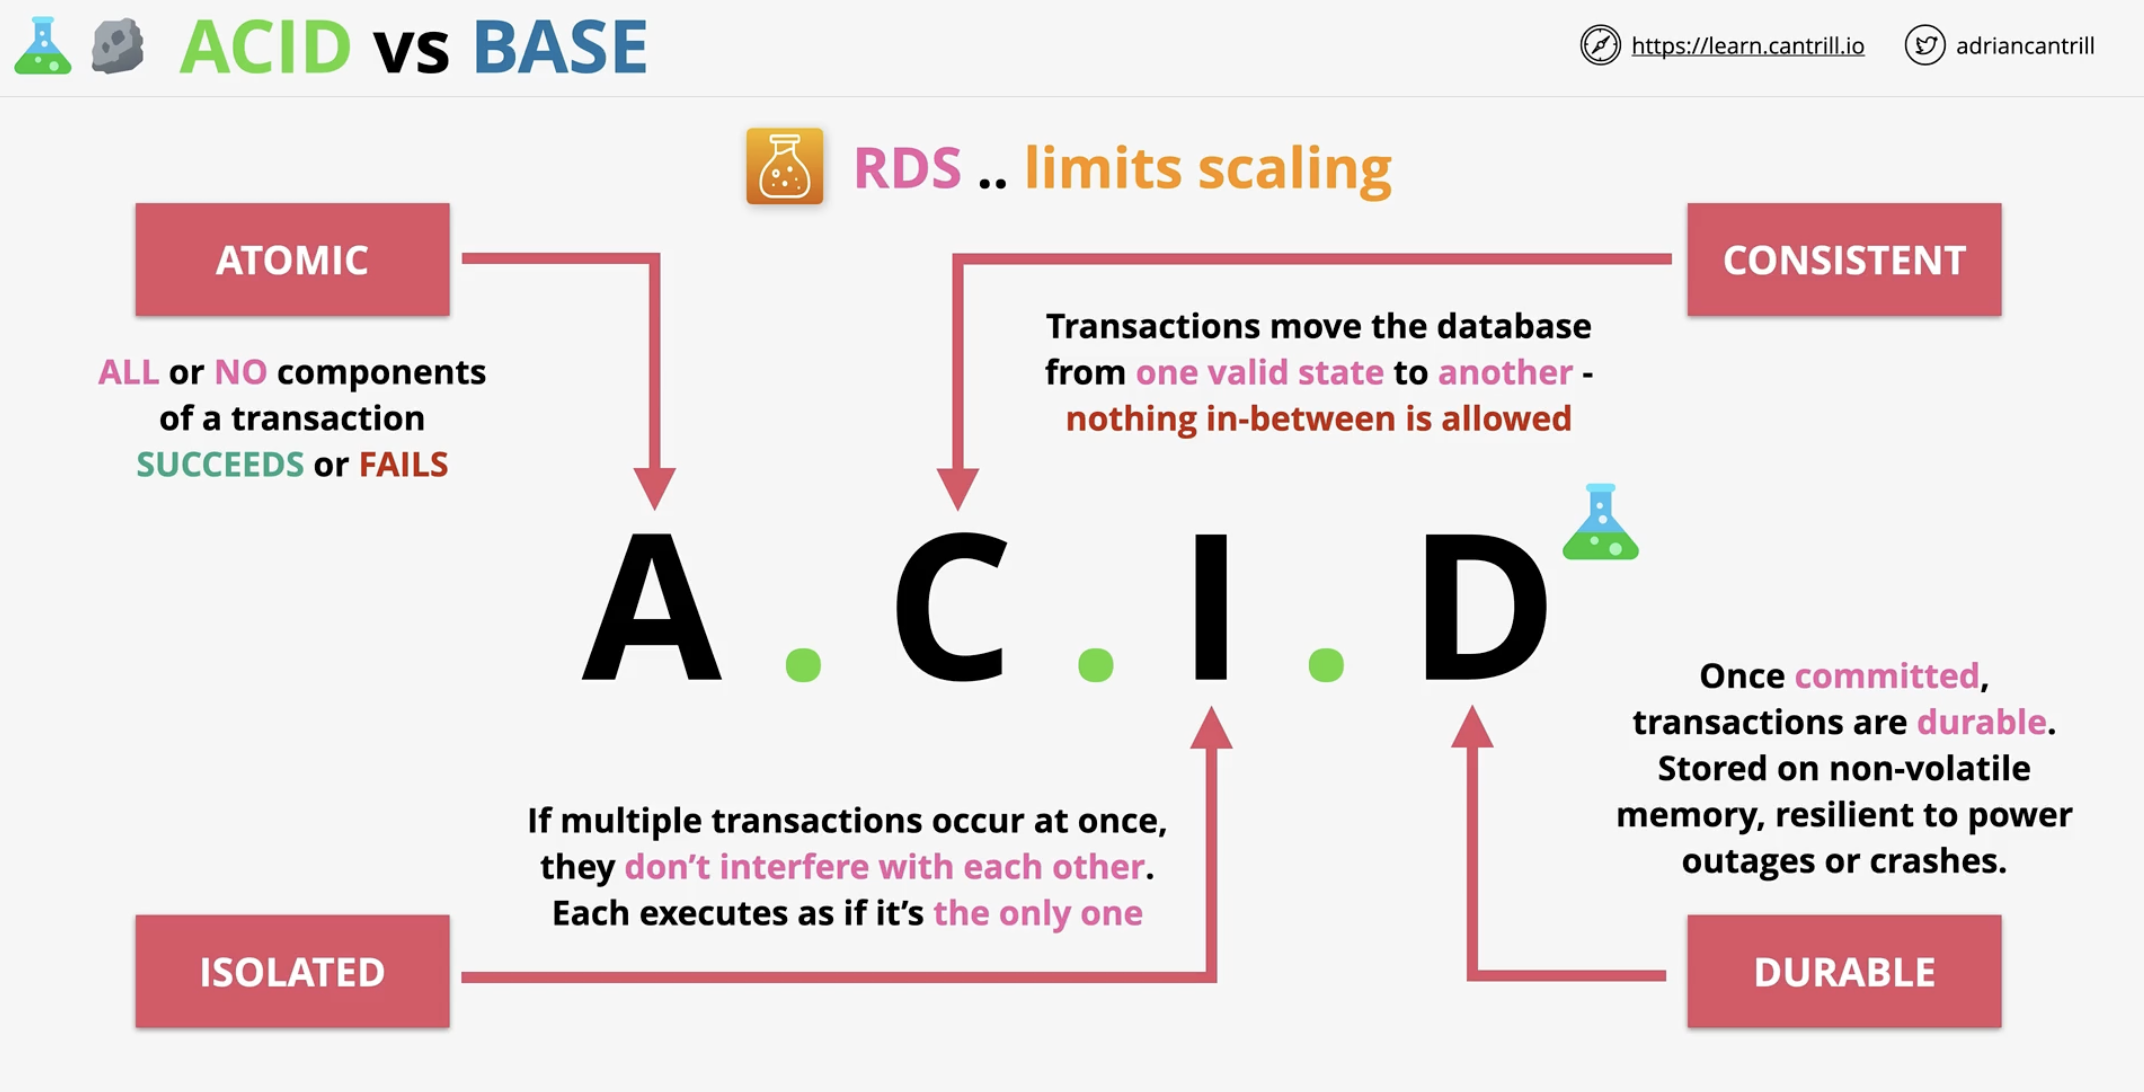 ACID vs BASE
https://learn.cantrill.io
adriancantrill
RDS .. limits scaling
ATOMIC
ALL or NO components
of a transaction
SUCCEEDS or FAILS
CONSISTENT
Transactions move the database
from one valid state to another -
nothing in-between is allowed
A . C . I . D
If multiple transactions occur at once,
they don’t interfere with each other.
Each executes as if it’s the only one
ISOLATED
Once committed,
transactions are durable.
Stored on non-volatile
memory, resilient to power
outages or crashes.
DURABLE